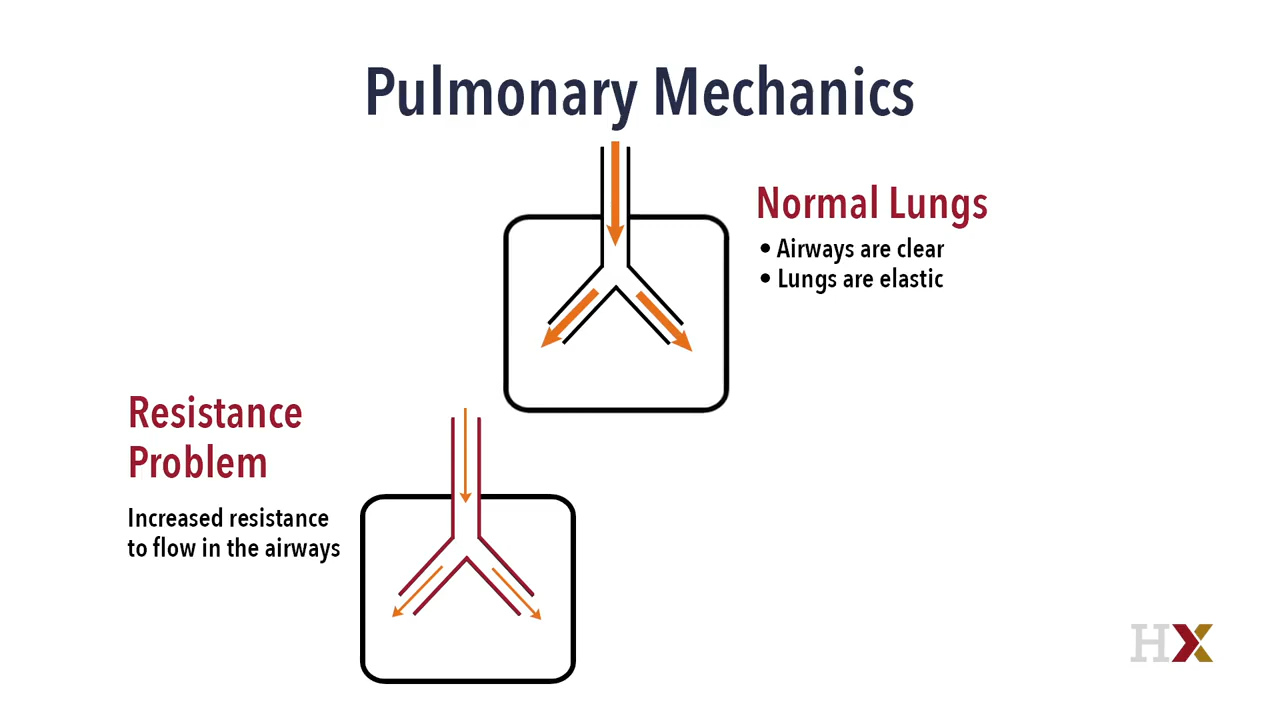 Pulmonary Mechanics
Normal Lungs
• Airways are clear
• Lungs are elastic
Resistance
Problem
Increased resistance
to flow in the airways
HX